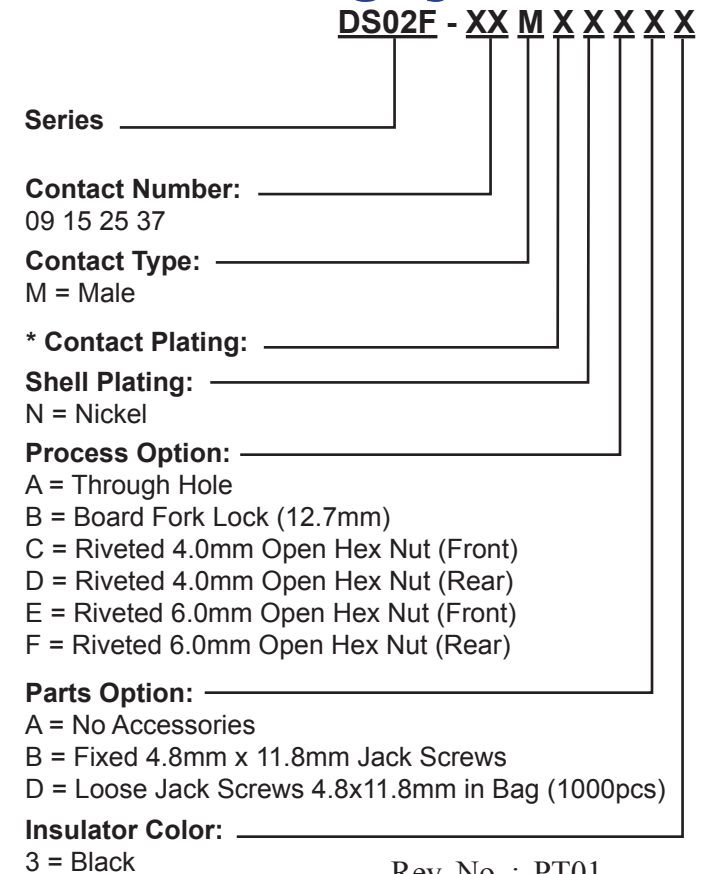 DS02F - XX M X X X X X
Series
Contact Number:
09 15 25 37
Contact Type:
M = Male
* Contact Plating:
Shell Plating:
N = Nickel
Process Option:
A = Through Hole
B = Board Fork Lock (12.7mm)
C = Riveted 4.0mm Open Hex Nut (Front)
D = Riveted 4.0mm Open Hex Nut (Rear)
E = Riveted 6.0mm Open Hex Nut (Front)
F = Riveted 6.0mm Open Hex Nut (Rear)
Parts Option:
A = No Accessories
B = Fixed 4.8mm x 11.8mm Jack Screws
D = Loose Jack Screws 4.8x11.8mm in Bag (1000pcs)
Insulator Color:
3 = Black
Rev. No.: PT01